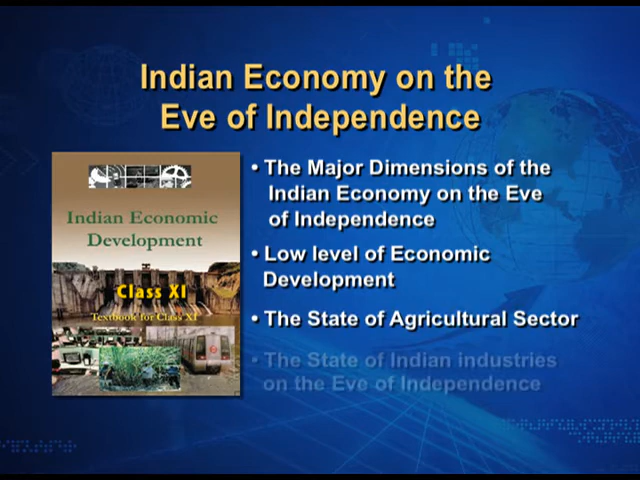 Indian Economy on the
Eve of Independence
Indian Economic
Development
Class XI
Textbook for Class XI
• The Major Dimensions of the
Indian Economy on the Eve
of Independence
• Low level of Economic
Development
• The State of Agricultural Sector
• The State of Indian industries
on the Eve of Independence